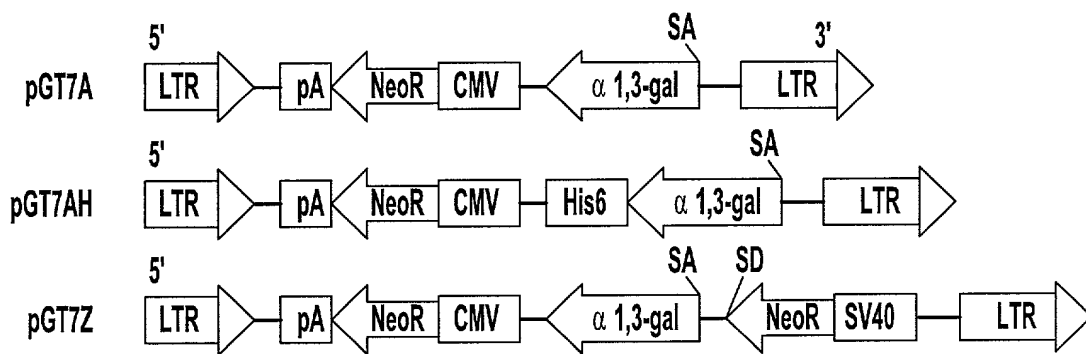 5' SA 3'
pGT7A LTR pA NeoR CMV α 1,3-gal LTR
5' SA
pGT7AH LTR pA NeoR CMV His6 α 1,3-gal LTR
5' SA SD
pGT7Z LTR pA NeoR CMV α 1,3-gal NeoR SV40 LTR